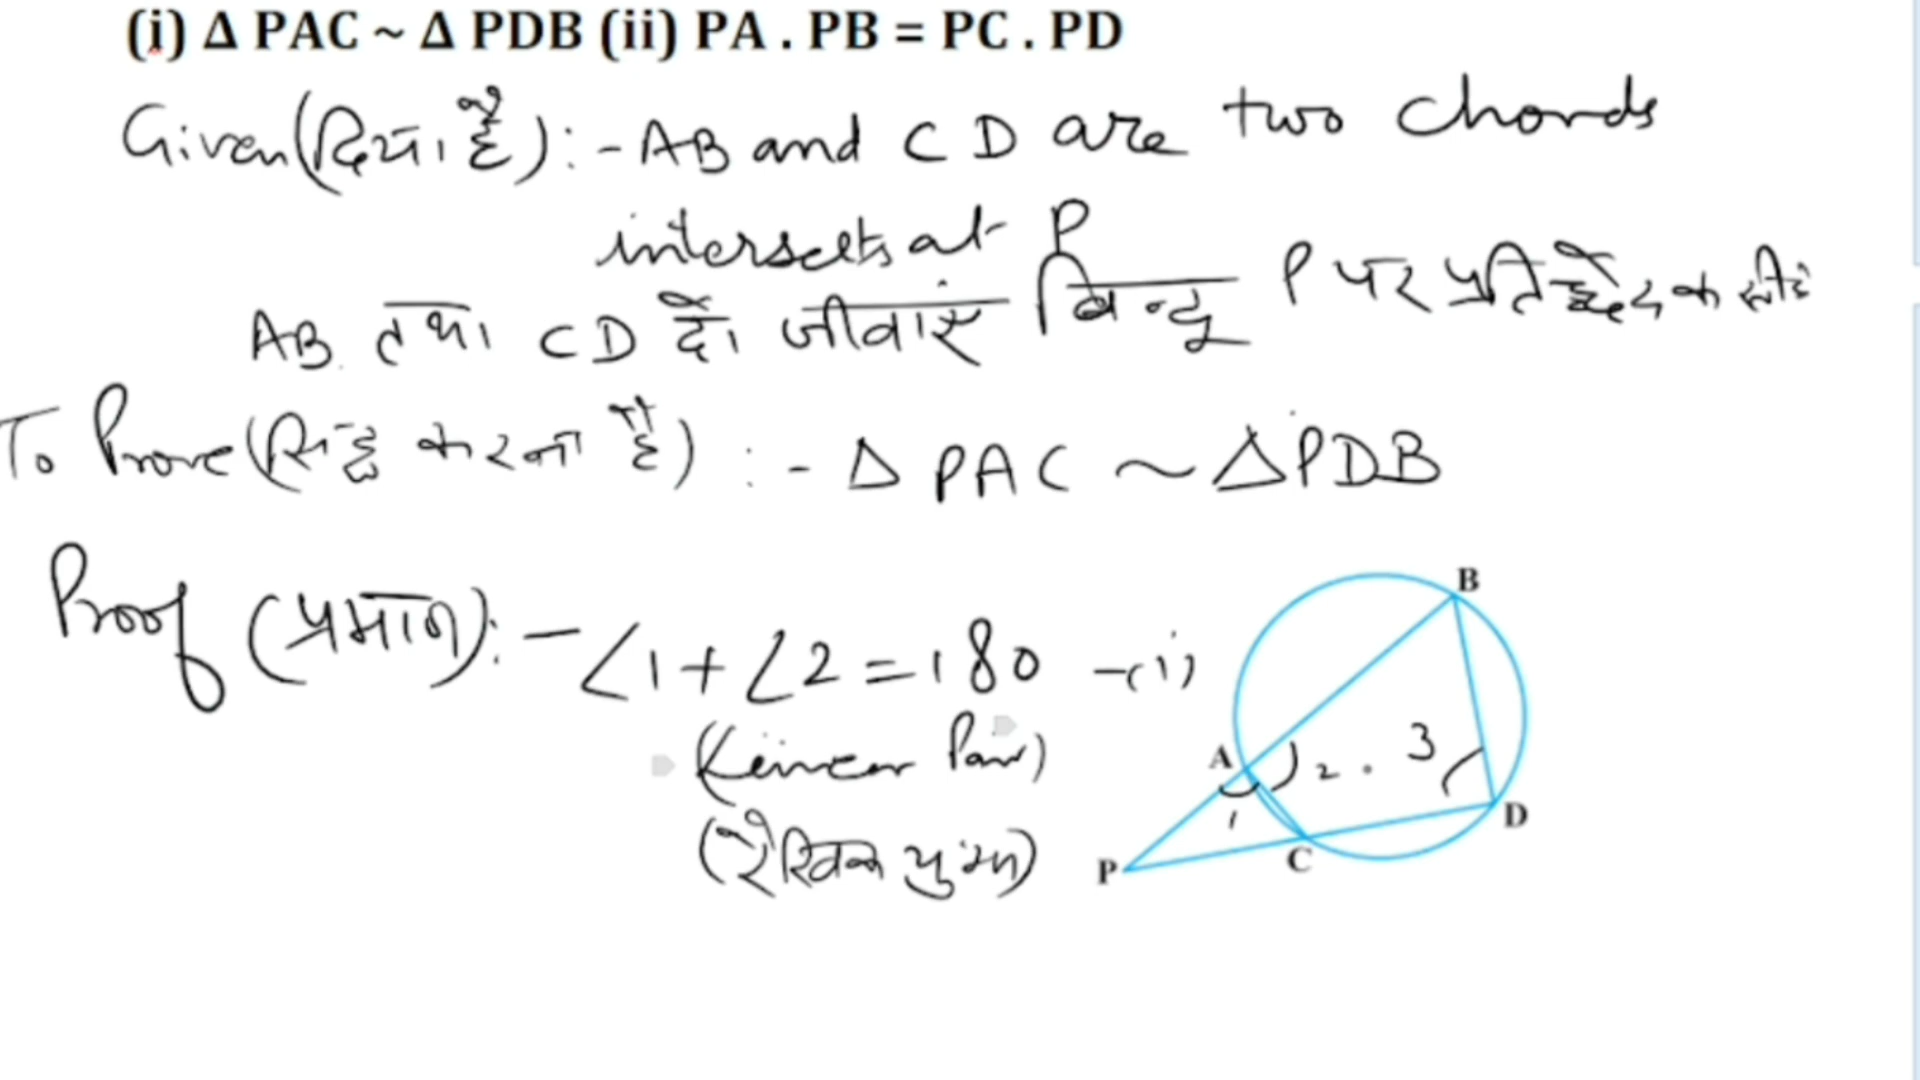 (i) Δ PAC ~ Δ PDB (ii) PA . PB = PC . PD
Given(दिया है):- AB and CD are two chords
intersects at P
AB तथा CD दो जीवाएं बिन्दु P पर प्रतिच्छेद करती है
To Prove(सिद्ध करना है) :- Δ PAC ~ ΔPDB
Proof (प्रमाण):- ∠1+∠2=180 -(i)
(Linear Pair)
(रैखिक युग्म)
B
A 2 3
1 D
P C